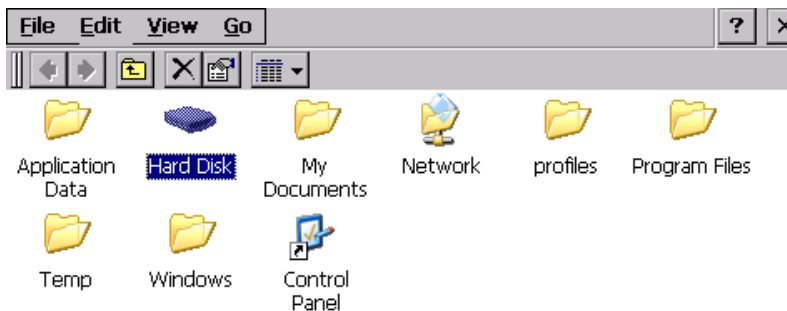 File Edit View Go ?
Application Data Hard Disk My Documents Network profiles Program Files
Temp Windows Control Panel